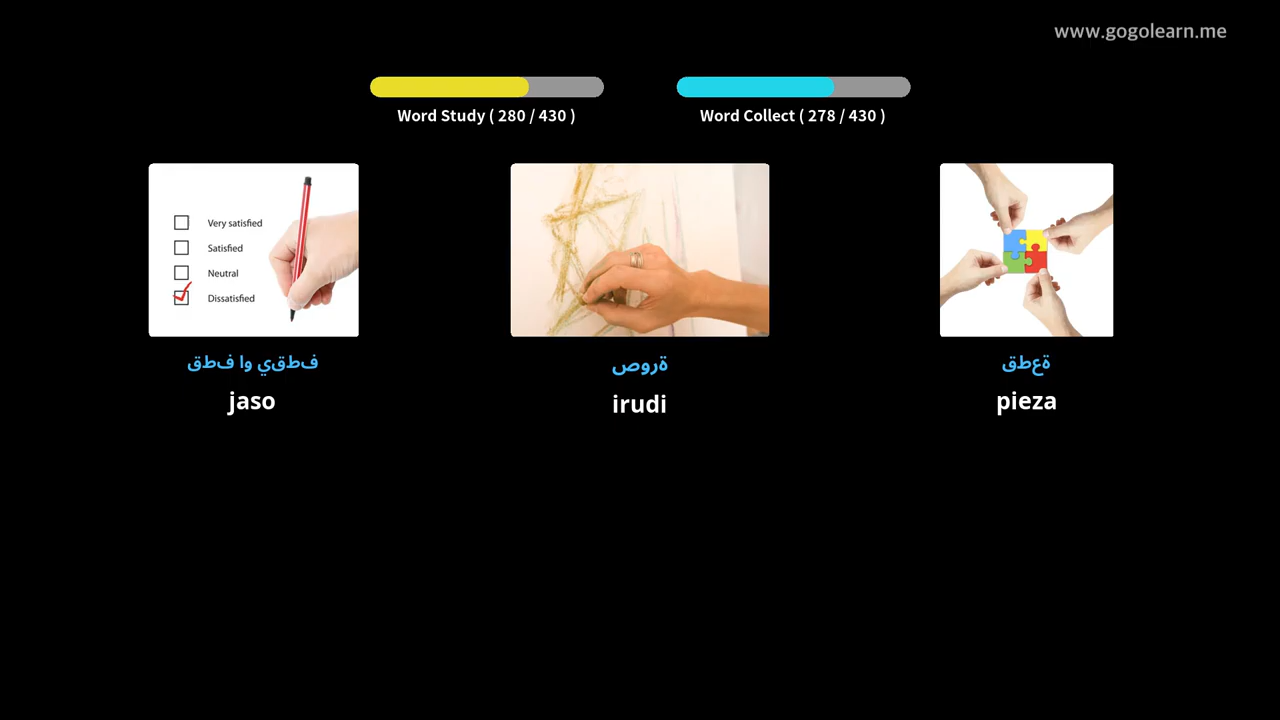 www.gogolearn.me
Word Study ( 280 / 430 )
Word Collect ( 278 / 430 )
Very satisfied
Satisfied
Neutral
Dissatisfied
فطقي وا فطق
jaso
ةروص
irudi
ةعطق
pieza